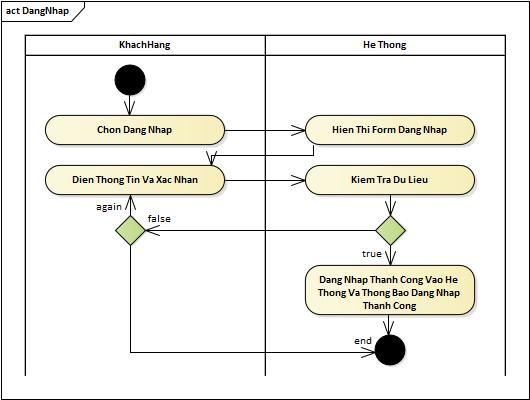 act DangNhap
KhachHang
He Thong
Chon Dang Nhap
Hien Thi Form Dang Nhap
Dien Thong Tin Va Xac Nhan
Kiem Tra Du Lieu
again
false
true
Dang Nhap Thanh Cong Vao He
Thong Va Thong Bao Dang Nhap
Thanh Cong
end